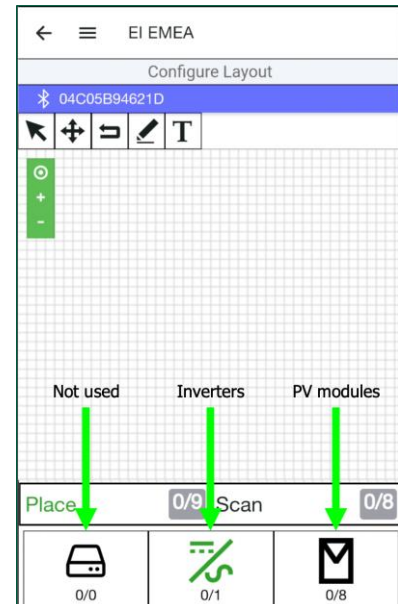 EI EMEA
Configure Layout
04C05B94621D
T
+
-
Not used Inverters PV modules
Place 0/9 Scan 0/8
0/0 0/1 0/8